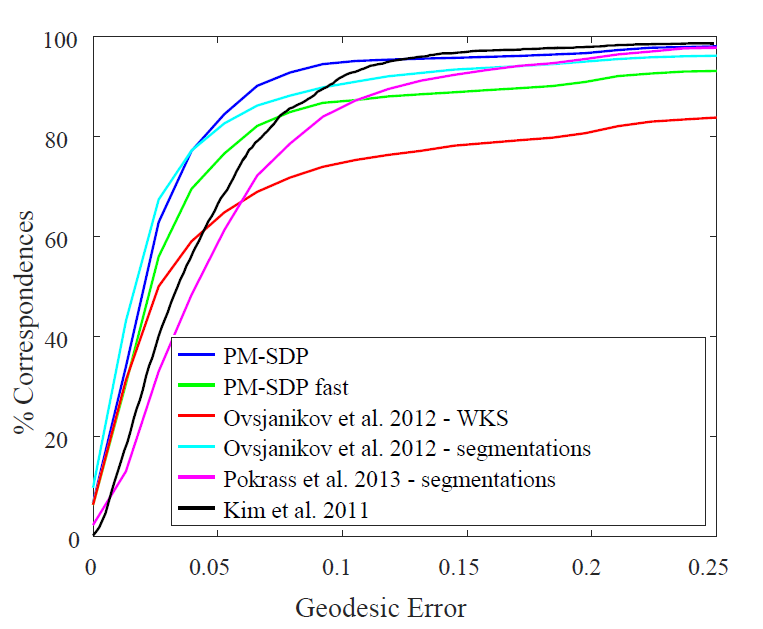 100
80
60
40
20
0
% Correspondences
PM-SDP
PM-SDP fast
Ovsjanikov et al. 2012 - WKS
Ovsjanikov et al. 2012 - segmentations
Pokrass et al. 2013 - segmentations
Kim et al. 2011
0 0.05 0.1 0.15 0.2 0.25
Geodesic Error